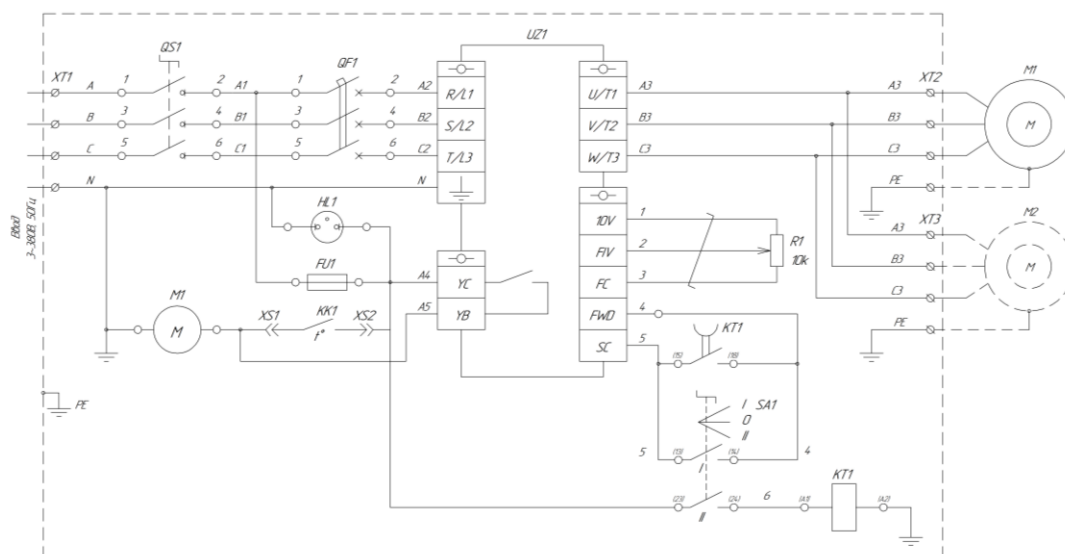 QS1
UZ1
XT1
A
1
2
A1
1
QF1
2
A2
R/L1
U/T1
A3
XT2
A3
M1
B
3
4
B1
3
4
B2
S/L2
V/T2
B3
B3
M
C
5
6
C1
5
6
C2
T/L3
W/T3
C3
C3
N
N
PE
Ввод
3~380В, 50Гц
HL1
10V
1
XT3
A3
M2
FU1
FIV
2
R1
10k
B3
M
A4
YC
FC
3
C3
M1
M
XS1
KK1
t°
XS2
A5
YB
FWD
4
PE
KT1
SC
5
(15)
(18)
PE
I
SA1
0
II
5
(13)
(14)
4
I
(23)
(24)
6
(A1)
KT1
(A2)
II